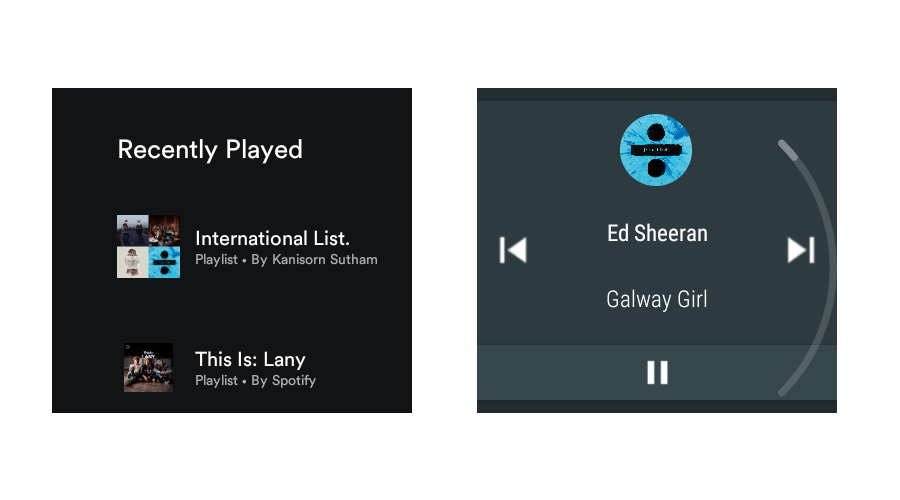 Recently Played
International List.
Playlist • By Kanisorn Sutham
This Is: Lany
Playlist • By Spotify
Ed Sheeran
Galway Girl